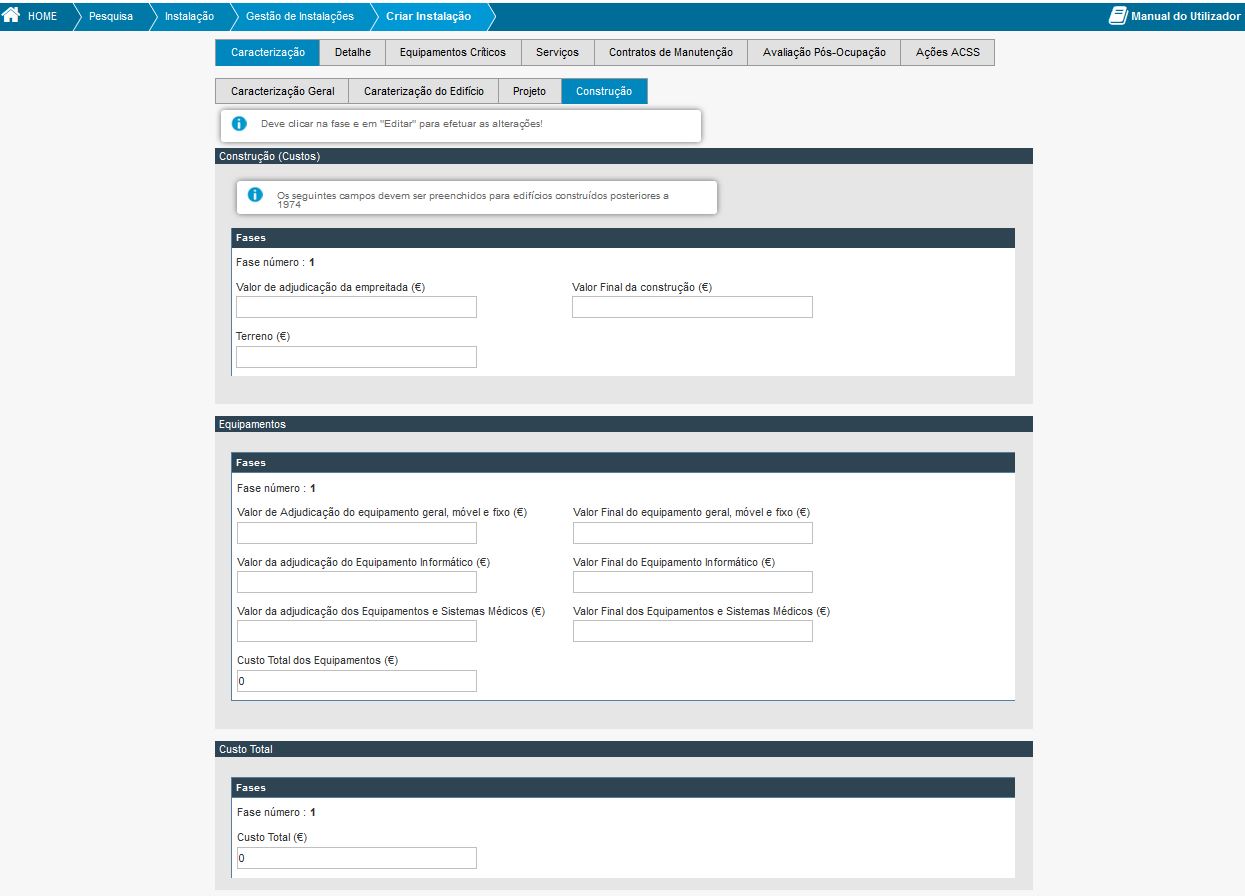 HOME Pesquisa Instalação Gestão de Instalações Criar Instalação Manual do Utilizador
Caracterização Detalhe Equipamentos Críticos Serviços Contratos de Manutenção Avaliação Pós-Ocupação Ações ACSS
Caracterização Geral Caraterização do Edifício Projeto Construção
Deve clicar na fase e em "Editar" para efetuar as alterações!
Construção (Custos)
Os seguintes campos devem ser preenchidos para edifícios construídos posteriores a
1974
Fases
Fase número : 1
Valor de adjudicação da empreitada (€) Valor Final da construção (€)
Terreno (€)
Equipamentos
Fases
Fase número : 1
Valor de Adjudicação do equipamento geral, móvel e fixo (€) Valor Final do equipamento geral, móvel e fixo (€)
Valor da adjudicação do Equipamento Informático (€) Valor Final do Equipamento Informático (€)
Valor da adjudicação dos Equipamentos e Sistemas Médicos (€) Valor Final dos Equipamentos e Sistemas Médicos (€)
Custo Total dos Equipamentos (€)
0
Custo Total
Fases
Fase número : 1
Custo Total (€)
0